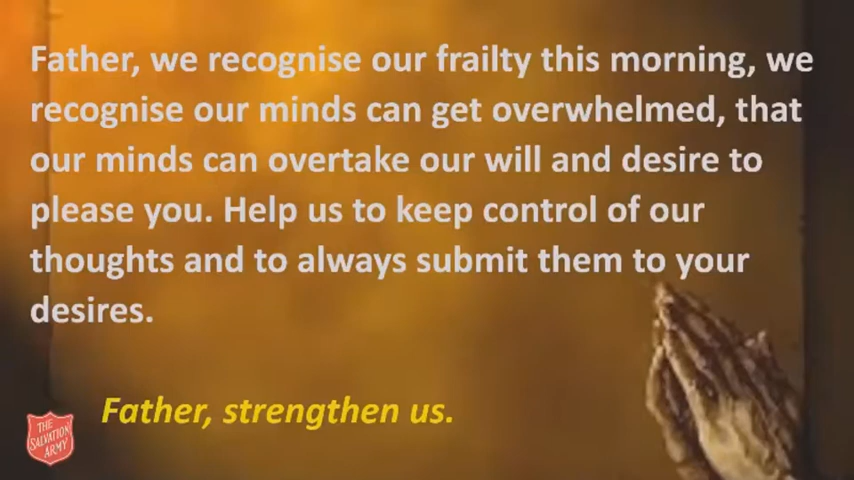 Father, we recognise our frailty this morning, we
recognise our minds can get overwhelmed, that
our minds can overtake our will and desire to
please you. Help us to keep control of our
thoughts and to always submit them to your
desires.
Father, strengthen us.
THE
SALVATION
ARMY